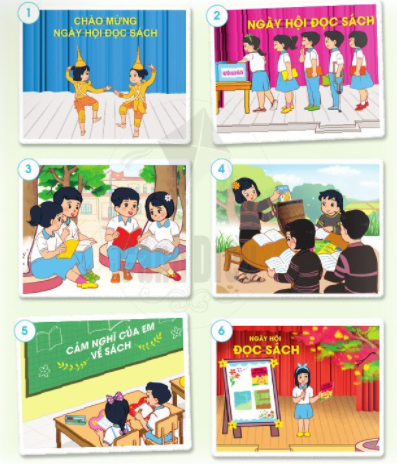 1
CHÀO MỪNG
NGÀY HỘI ĐỌC SÁCH
2
NGÀY HỘI ĐỌC SÁCH
3
4
5
CẢM NGHĨ CỦA EM
VỀ SÁCH
6
NGÀY HỘI
ĐỌC SÁCH